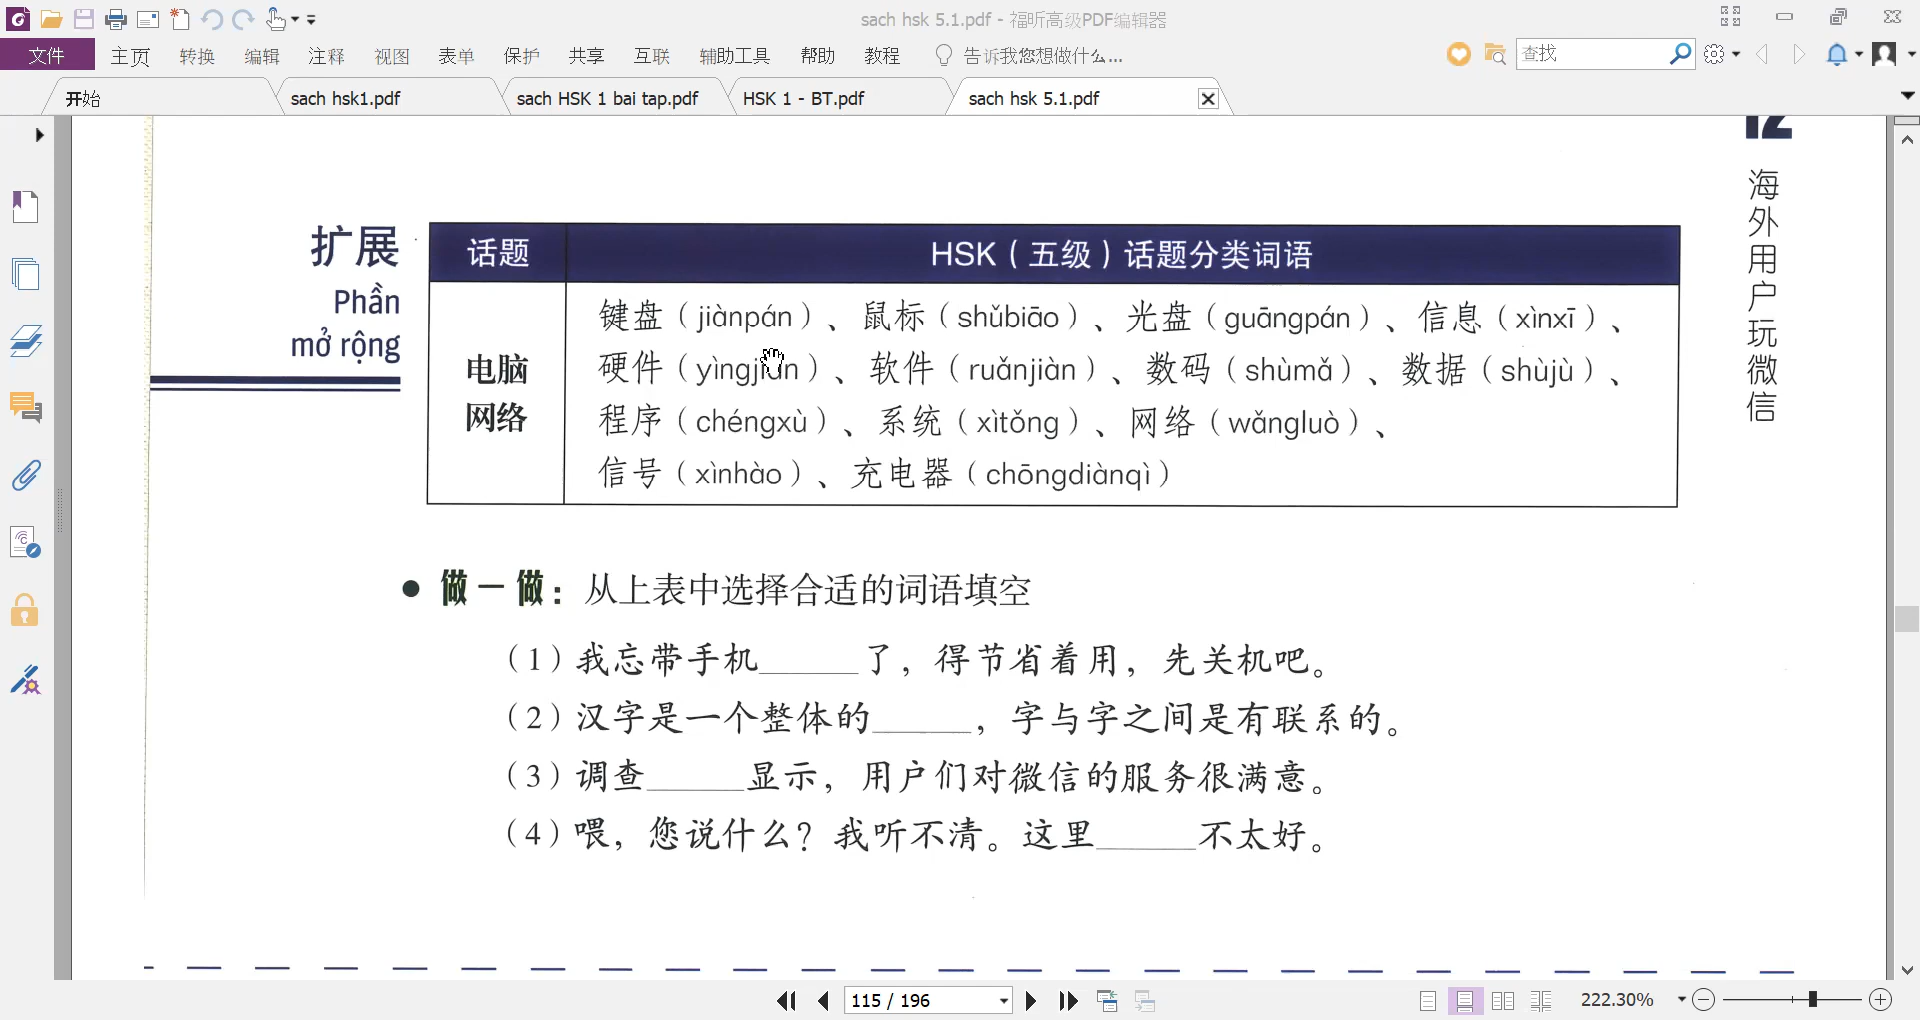 sach hsk 5.1.pdf - 福昕高级PDF编辑器
文件 主页 转换 编辑 注释 视图 表单 保护 共享 互联 辅助工具 帮助 教程 告诉我您想做什么... 查找
开始 sach hsk1.pdf sach HSK 1 bai tap.pdf HSK 1 - BT.pdf sach hsk 5.1.pdf
12
海外用户玩微信
扩展
Phần
mở rộng
话题 HSK（五级）话题分类词语
电脑
网络
键盘（jiànpán）、鼠标（shǔbiāo）、光盘（guāngpán）、信息（xìnxī）、
硬件（yìngjiàn）、软件（ruǎnjiàn）、数码（shùmǎ）、数据（shùjù）、
程序（chéngxù）、系统（xìtǒng）、网络（wǎngluò）、
信号（xìnhào）、充电器（chōngdiànqì）
● 做一做：从上表中选择合适的词语填空
（1）我忘带手机______了，得节省着用，先关机吧。
（2）汉字是一个整体的______，字与字之间是有联系的。
（3）调查______显示，用户们对微信的服务很满意。
（4）喂，您说什么？我听不清。这里______不太好。
115 / 196 222.30%